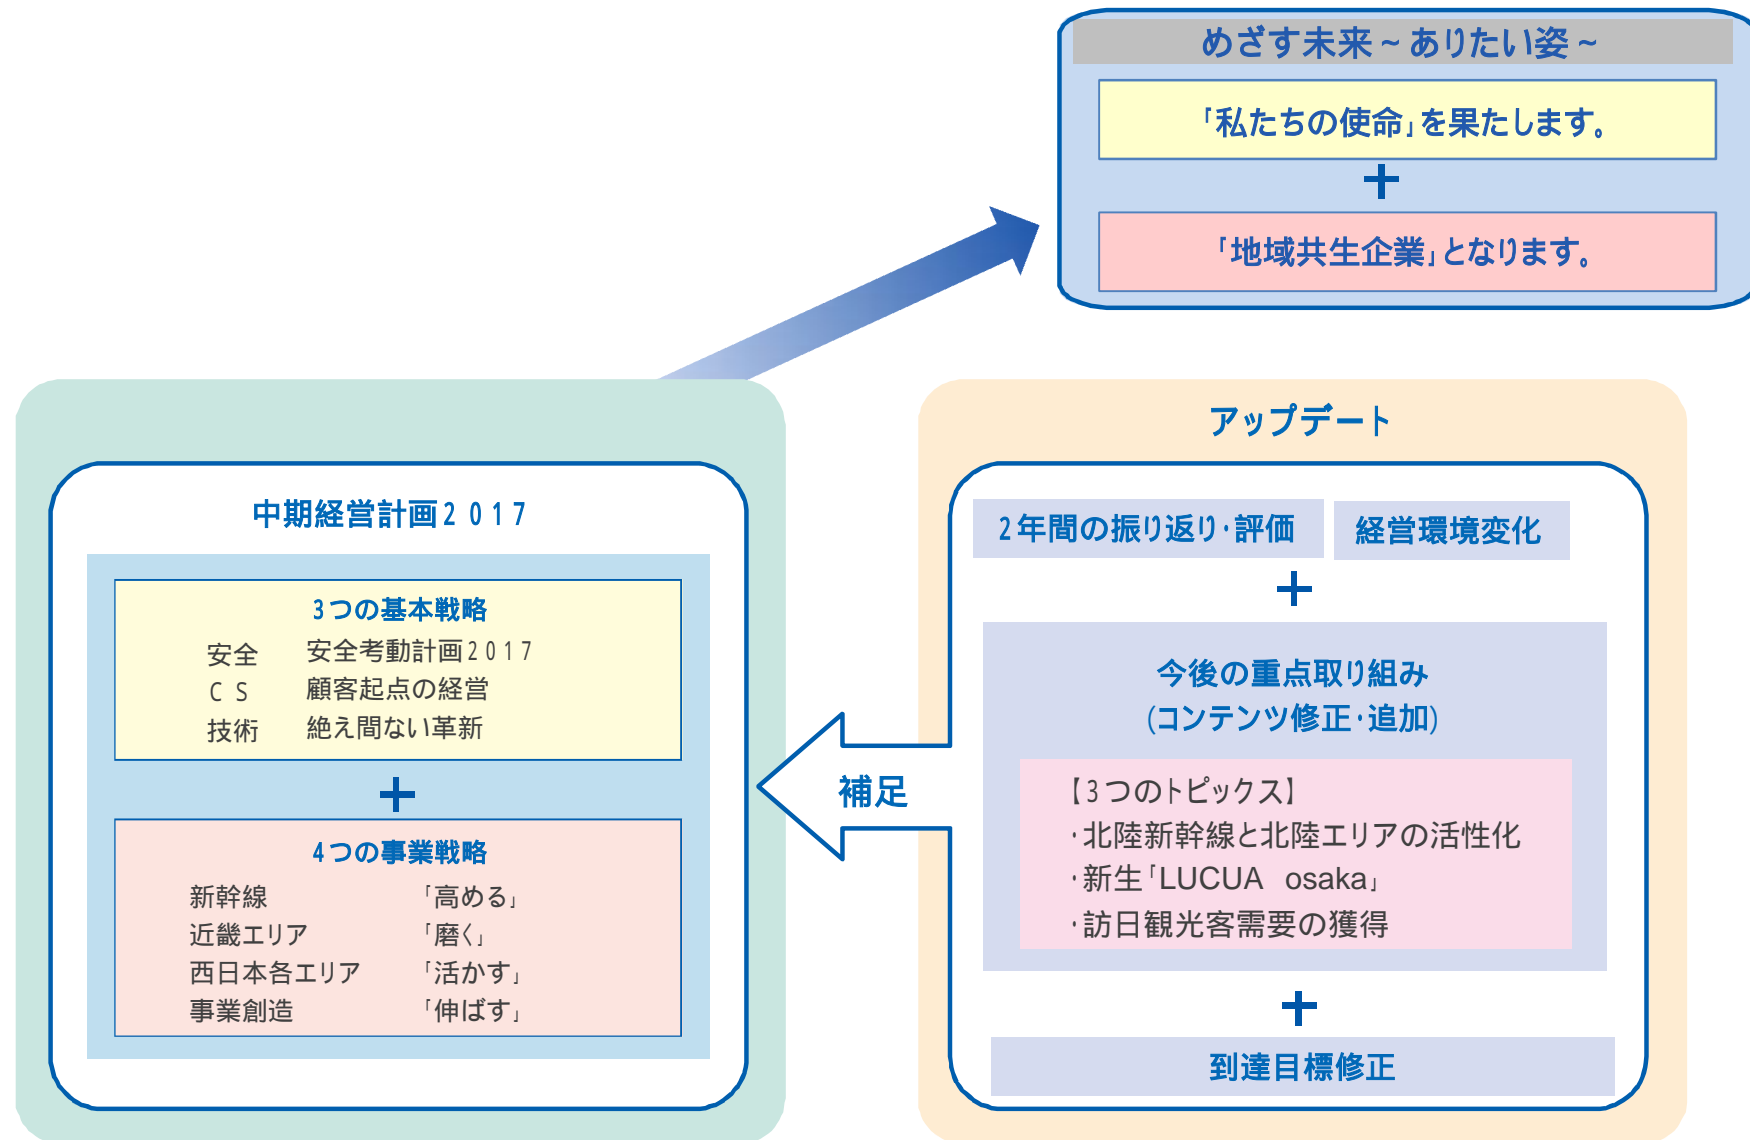 めざす未来~ありたい姿~
「私たちの使命」を果たします。
+
「地域共生企業」となります。
中期経営計画2017
3つの基本戦略
安全 安全考動計画2017
CS 顧客起点の経営
技術 絶え間ない革新
+
4つの事業戦略
新幹線 「高める」
近畿エリア 「磨く」
西日本各エリア 「活かす」
事業創造 「伸ばす」
補足
アップデート
2年間の振り返り・評価 経営環境変化
+
今後の重点取り組み
(コンテンツ修正・追加)
【3つのトピックス】
・北陸新幹線と北陸エリアの活性化
・新生「LUCUA osaka」
・訪日観光客需要の獲得
+
到達目標修正